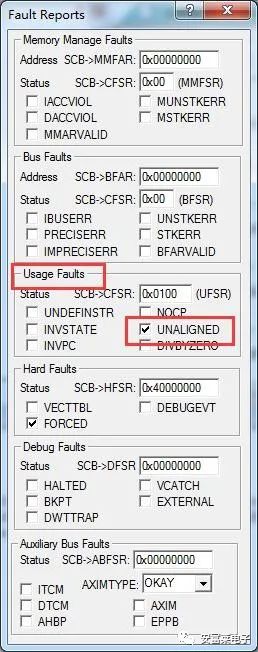 Fault Reports
Memory Manage Faults
Address SCB->MMFAR: 0x00000000
Status SCB->CFSR: 0x00 (MMFSR)
IACCVIOL MUNSTKERR
DACCVIOL MSTKERR
MMARVALID
Bus Faults
Address SCB->BFAR: 0x00000000
Status SCB->CFSR: 0x00 (BFSR)
IBUSERR UNSTKERR
PRECISERR STKERR
IMPRECISERR BFARVALID
Usage Faults
Status SCB->CFSR: 0x0100 (UFSR)
UNDEFINSTR NOCP
INVSTATE UNALIGNED
INVPC DIVBYZERO
Hard Faults
Status SCB->HFSR: 0x40000000
VECTTBL DEBUGEVT
FORCED
Debug Faults
Status SCB->DFSR 0x00000000
HALTED VCATCH
BKPT EXTERNAL
DWTTRAP
Auxiliary Bus Faults
Status SCB->ABFSR: 0x00000000
ITCM AXIMTYPE: OKAY
DTCM AXIM
AHBP EPPB
安富莱电子